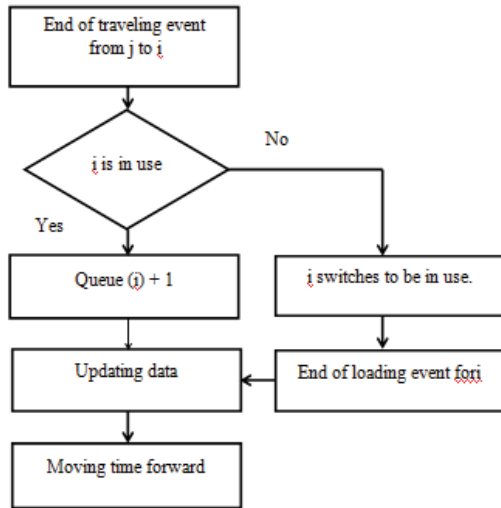 End of traveling event
from j to i
No
i is in use
Yes
Queue (i) + 1
i switches to be in use.
Updating data
End of loading event fori
Moving time forward